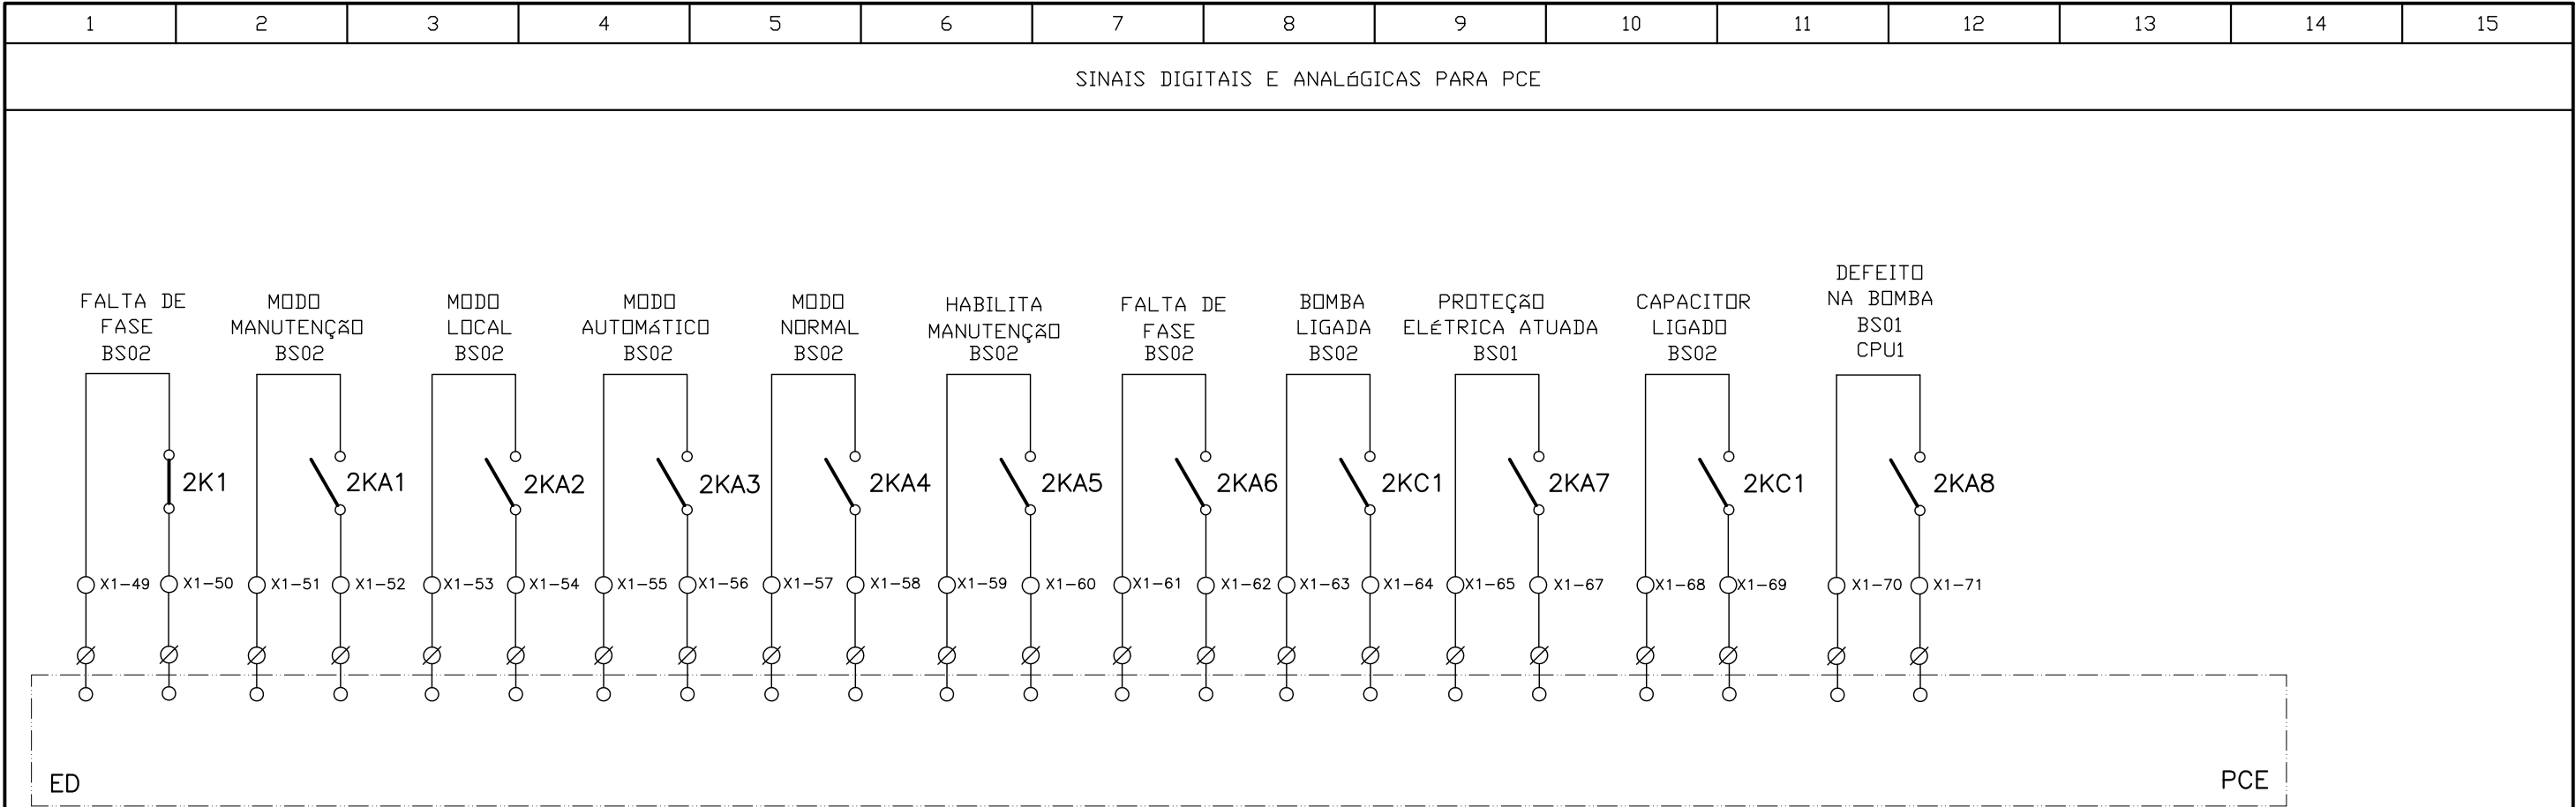 1 2 3 4 5 6 7 8 9 10 11 12 13 14 15
SINAIS DIGITAIS E ANALóGICAS PARA PCE
FALTA DE
FASE
BS02
MODO
MANUTENÇãO
BS02
MODO
LOCAL
BS02
MODO
AUTOMáTICO
BS02
MODO
NORMAL
BS02
HABILITA
MANUTENÇãO
BS02
FALTA DE
FASE
BS02
BOMBA
LIGADA
BS02
PROTEÇãO
ELéTRICA ATUADA
BS01
CAPACITOR
LIGADO
BS02
DEFEITO
NA BOMBA
BS01
CPU1
2K1 2KA1 2KA2 2KA3 2KA4 2KA5 2KA6 2KC1 2KA7 2KC1 2KA8
X1-49 X1-50 X1-51 X1-52 X1-53 X1-54 X1-55 X1-56 X1-57 X1-58 X1-59 X1-60 X1-61 X1-62 X1-63 X1-64 X1-65 X1-67 X1-68 X1-69 X1-70 X1-71
ED PCE